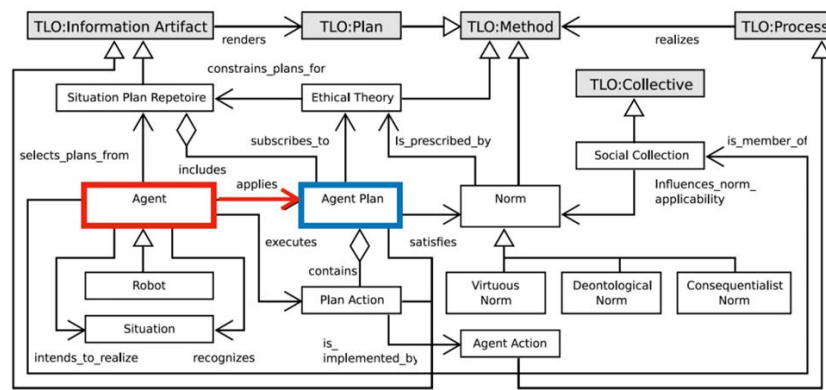 TLO:Information Artifact
renders
TLO:Plan
TLO:Method
realizes
TLO:Process
constrains_plans_for
Situation Plan Repetoire
Ethical Theory
TLO:Collective
selects_plans_from
includes
subscribes_to
Is_prescribed_by
Social Collection
is_member_of
Influences_norm_
applicability
Agent
applies
Agent Plan
Norm
executes
satisfies
contains
Robot
Plan Action
Virtuous
Norm
Deontological
Norm
Consequentialist
Norm
Situation
is_
implemented_by
Agent Action
intends_to_realize
recognizes